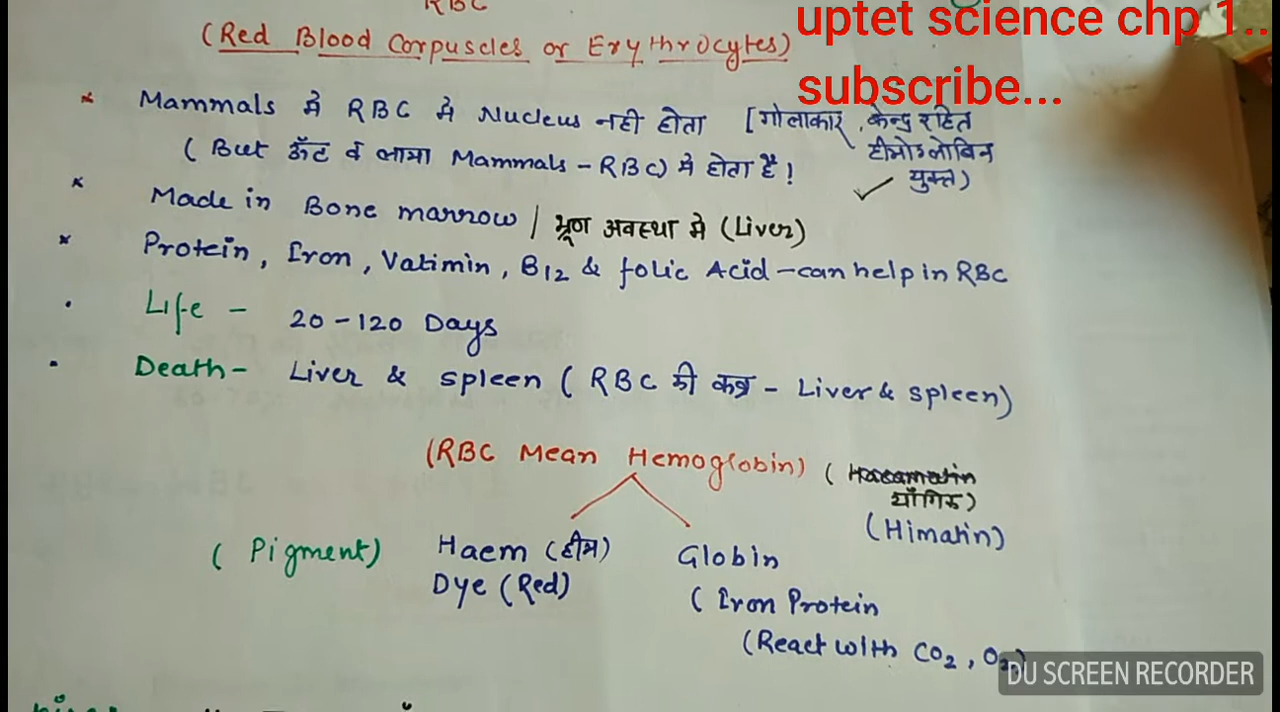 RBC
(Red Blood Corpuscles or Erythrocytes)
uptet science chp 1..
subscribe...
* Mammals मे RBC मे Nucleus नही होता [गोलाकार, केन्द्र रहित
(But ऊँट व लामा Mammals - RBC) मे होता है! हीमोग्लोबिन
युक्त)
* Made in Bone marrow / भ्रूण अवस्था मे (Liver)
* Protein, Iron, Vatimin, B12 & folic Acid - can help in RBC
· Life - 20 - 120 Days
· Death - Liver & spleen ( RBC की कब्र - Liver & spleen)
(RBC Mean Hemoglobin) (
यौगिक)
(Himatin)
( Pigment) Haem (हीम) Globin
Dye (Red) ( Iron Protein
(React with CO2, O2)
DU SCREEN RECORDER